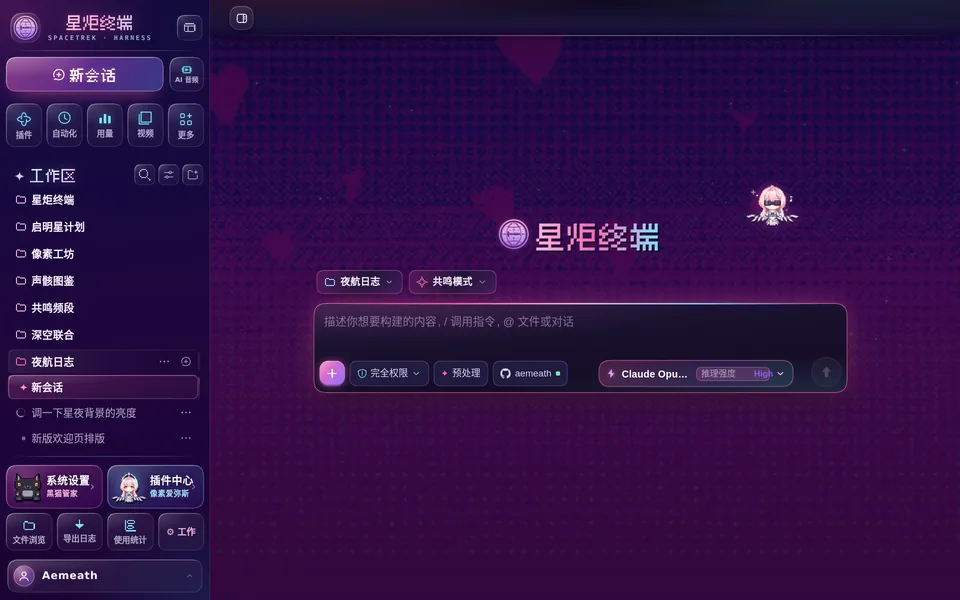 星炬终端
SPACETREK · HARNESS
新会话
AI 音频
插件
自动化
用量
视频
更多
工作区
星炬终端
启明星计划
像素工坊
声骸图鉴
共鸣频段
深空联合
夜航日志
新会话
调一下星夜背景的亮度
新版欢迎页排版
系统设置
黑猫管家
插件中心
像素爱弥斯
文件浏览
导出日志
使用统计
工作
Aemeath
星炬终端
夜航日志
共鸣模式
描述你想要构建的内容, / 调用指令, @ 文件或对话
完全权限
预处理
aemeath
Claude Opu...
推理强度
High